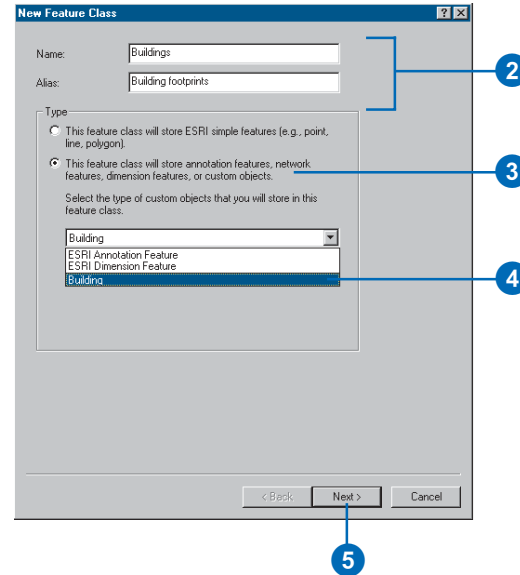 New Feature Class
? ×
Name:
Buildings
Alias:
Building footprints
2
Type
This feature class will store ESRI simple features (e.g., point,
line, polygon).
This feature class will store annotation features, network
features, dimension features, or custom objects.
3
Select the type of custom objects that you will store in this
feature class.
Building
ESRI Annotation Feature
ESRI Dimension Feature
Building
4
< Back
Next >
Cancel
5